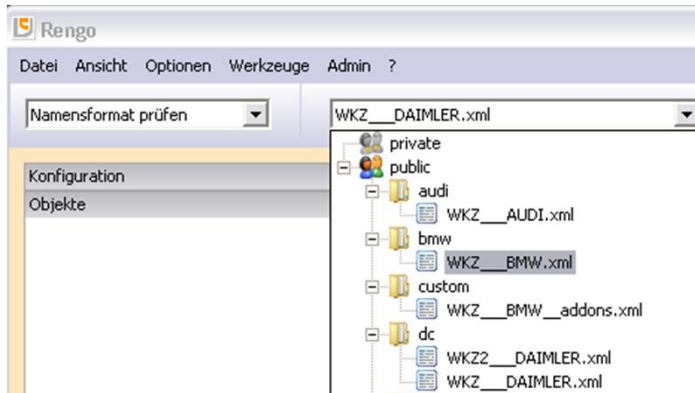 Rengo
Datei Ansicht Optionen Werkzeuge Admin ?
Namensformat prüfen
WKZ___DAIMLER.xml
private
public
audi
WKZ___AUDI.xml
bmw
WKZ___BMW.xml
custom
WKZ___BMW__addons.xml
dc
WKZ2___DAIMLER.xml
WKZ___DAIMLER.xml
Konfiguration
Objekte